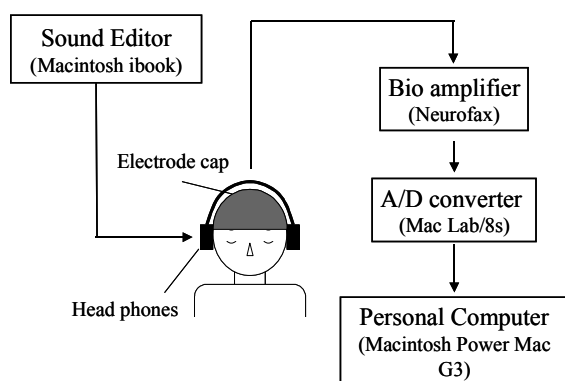 Sound Editor
(Macintosh ibook)
Bio amplifier
(Neurofax)
Electrode cap
A/D converter
(Mac Lab/8s)
Head phones
Personal Computer
(Macintosh Power Mac
G3)